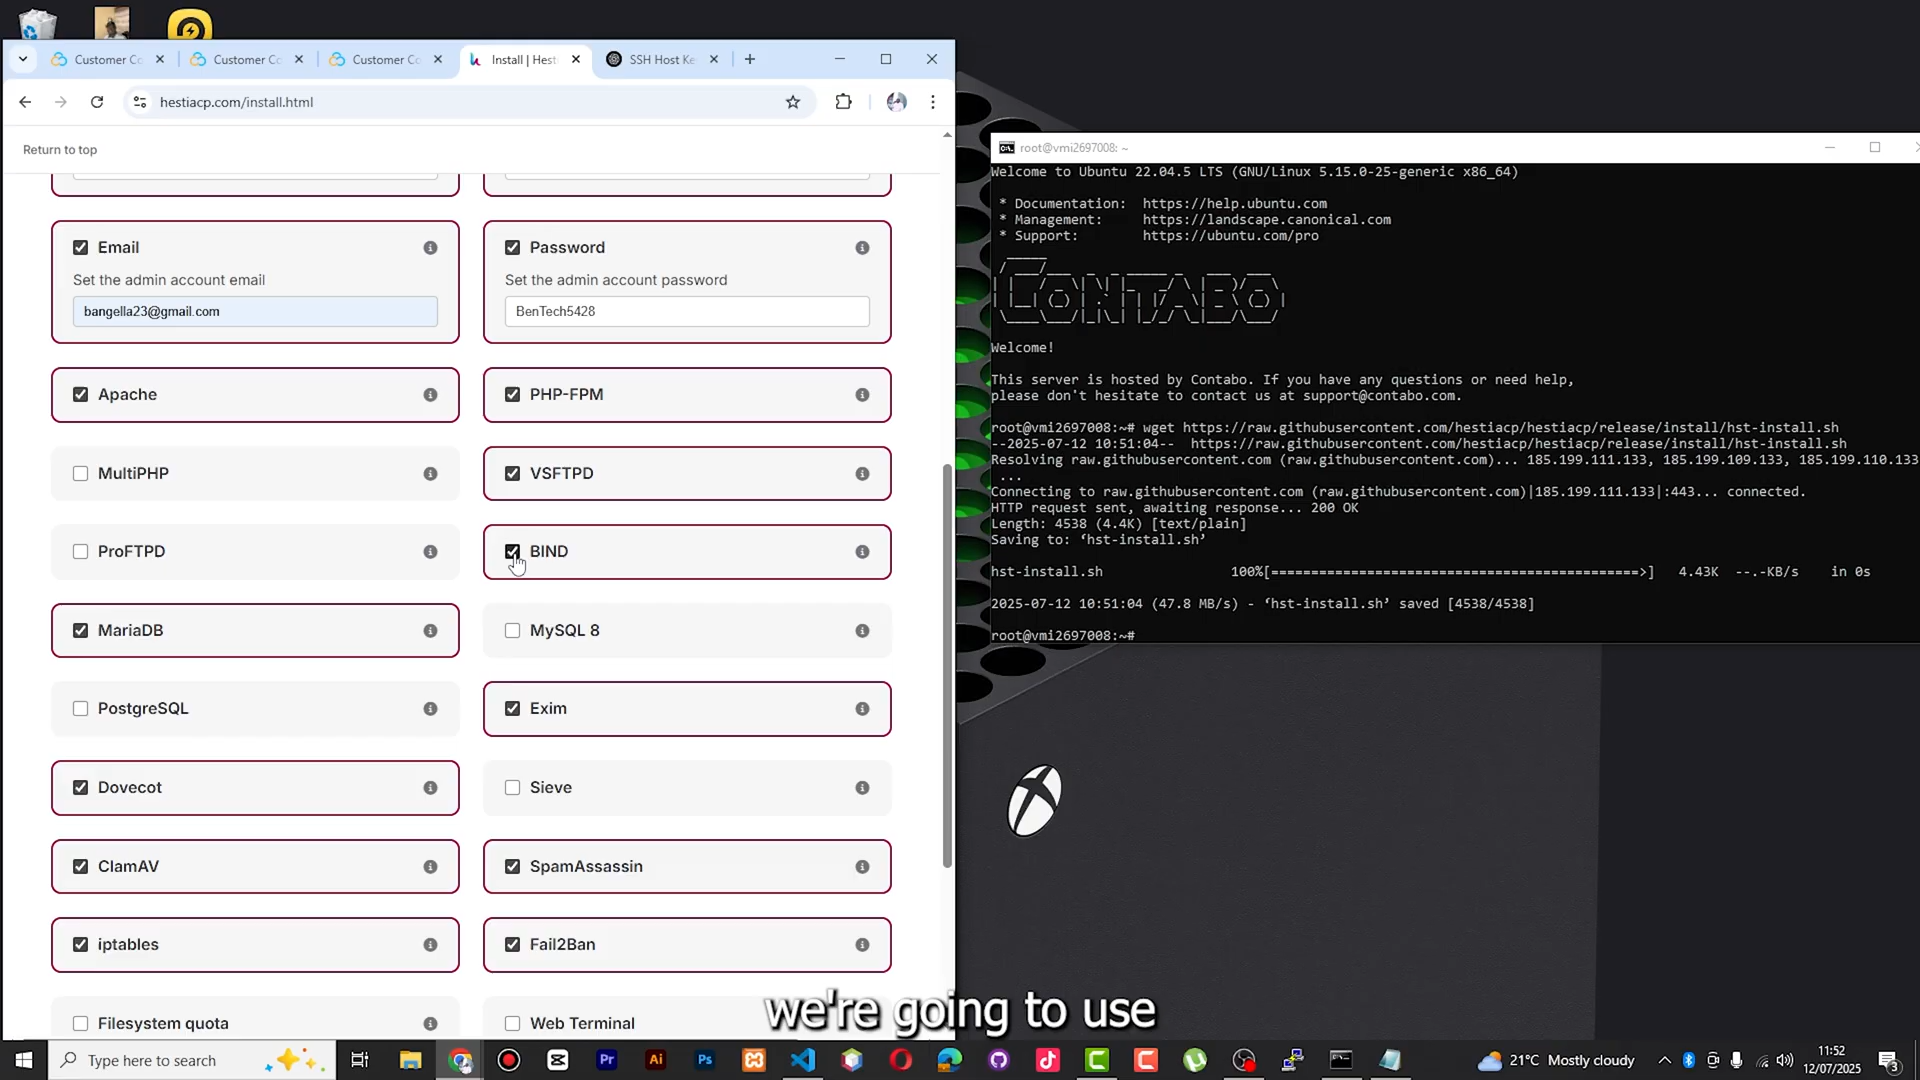 Customer Co
Customer Co
Customer Co
Install | Hest
SSH Host Ke
hestiacp.com/install.html
Return to top
Email
Set the admin account email
bangella23@gmail.com
Password
Set the admin account password
BenTech5428
Apache
PHP-FPM
MultiPHP
VSFTPD
ProFTPD
BIND
MariaDB
MySQL 8
PostgreSQL
Exim
Dovecot
Sieve
ClamAV
SpamAssassin
iptables
Fail2Ban
Filesystem quota
Web Terminal
root@vmi2697008: ~
Welcome to Ubuntu 22.04.5 LTS (GNU/Linux 5.15.0-25-generic x86_64)
* Documentation:  https://help.ubuntu.com
* Management:     https://landscape.canonical.com
* Support:        https://ubuntu.com/pro
CONTABO
Welcome!
This server is hosted by Contabo. If you have any questions or need help,
please don't hesitate to contact us at support@contabo.com.
root@vmi2697008:~# wget https://raw.githubusercontent.com/hestiacp/hestiacp/release/install/hst-install.sh
--2025-07-12 10:51:04--  https://raw.githubusercontent.com/hestiacp/hestiacp/release/install/hst-install.sh
Resolving raw.githubusercontent.com (raw.githubusercontent.com)... 185.199.111.133, 185.199.109.133, 185.199.110.133
...
Connecting to raw.githubusercontent.com (raw.githubusercontent.com)|185.199.111.133|:443... connected.
HTTP request sent, awaiting response... 200 OK
Length: 4538 (4.4K) [text/plain]
Saving to: ‘hst-install.sh’
hst-install.sh 100%[=============================================>] 4.43K --.-KB/s in 0s
2025-07-12 10:51:04 (47.8 MB/s) - ‘hst-install.sh’ saved [4538/4538]
root@vmi2697008:~#
we're going to use
Type here to search
21°C Mostly cloudy
11:52
12/07/2025
3